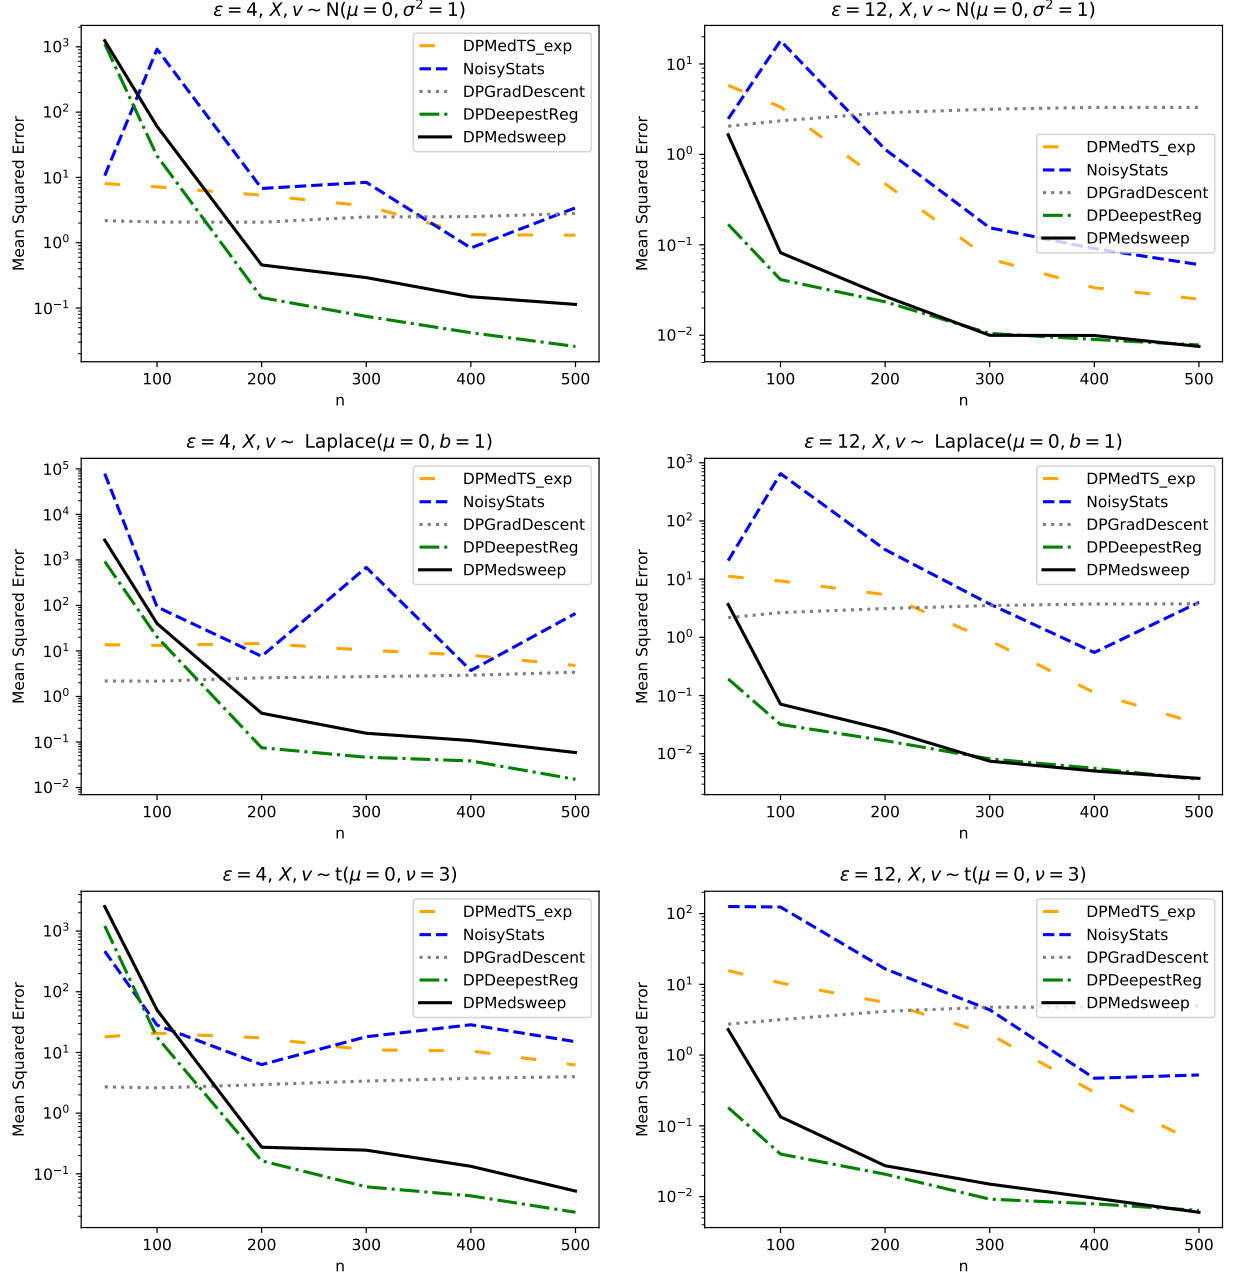 ε = 4, X, v ~ N(μ = 0, σ² = 1)
Mean Squared Error
10³
10²
10¹
10⁰
10⁻¹
DPMedTS_exp
NoisyStats
DPGradDescent
DPDeepestReg
DPMedsweep
100 200 300 400 500
n
ε = 12, X, v ~ N(μ = 0, σ² = 1)
Mean Squared Error
10¹
10⁰
10⁻¹
10⁻²
DPMedTS_exp
NoisyStats
DPGradDescent
DPDeepestReg
DPMedsweep
100 200 300 400 500
n
ε = 4, X, v ~ Laplace(μ = 0, b = 1)
Mean Squared Error
10⁵
10⁴
10³
10²
10¹
10⁰
10⁻¹
10⁻²
DPMedTS_exp
NoisyStats
DPGradDescent
DPDeepestReg
DPMedsweep
100 200 300 400 500
n
ε = 12, X, v ~ Laplace(μ = 0, b = 1)
Mean Squared Error
10³
10²
10¹
10⁰
10⁻¹
10⁻²
DPMedTS_exp
NoisyStats
DPGradDescent
DPDeepestReg
DPMedsweep
100 200 300 400 500
n
ε = 4, X, v ~ t(μ = 0, ν = 3)
Mean Squared Error
10³
10²
10¹
10⁰
10⁻¹
DPMedTS_exp
NoisyStats
DPGradDescent
DPDeepestReg
DPMedsweep
100 200 300 400 500
n
ε = 12, X, v ~ t(μ = 0, ν = 3)
Mean Squared Error
10²
10¹
10⁰
10⁻¹
10⁻²
DPMedTS_exp
NoisyStats
DPGradDescent
DPDeepestReg
DPMedsweep
100 200 300 400 500
n